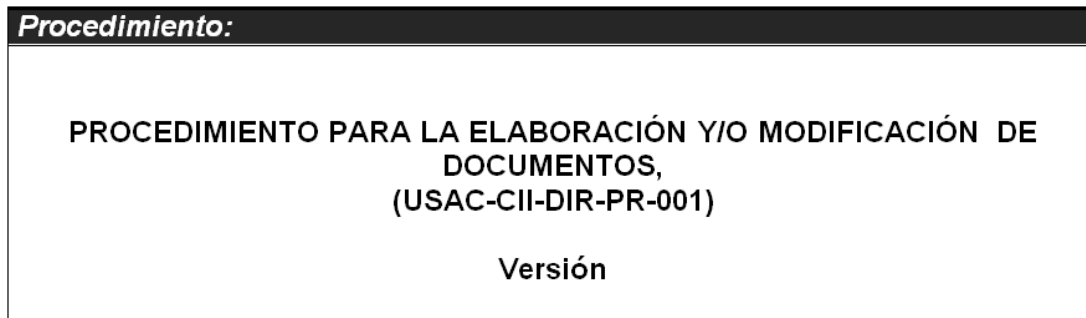 Procedimiento:
PROCEDIMIENTO PARA LA ELABORACIÓN Y/O MODIFICACIÓN DE
DOCUMENTOS,
(USAC-CII-DIR-PR-001)
Versión